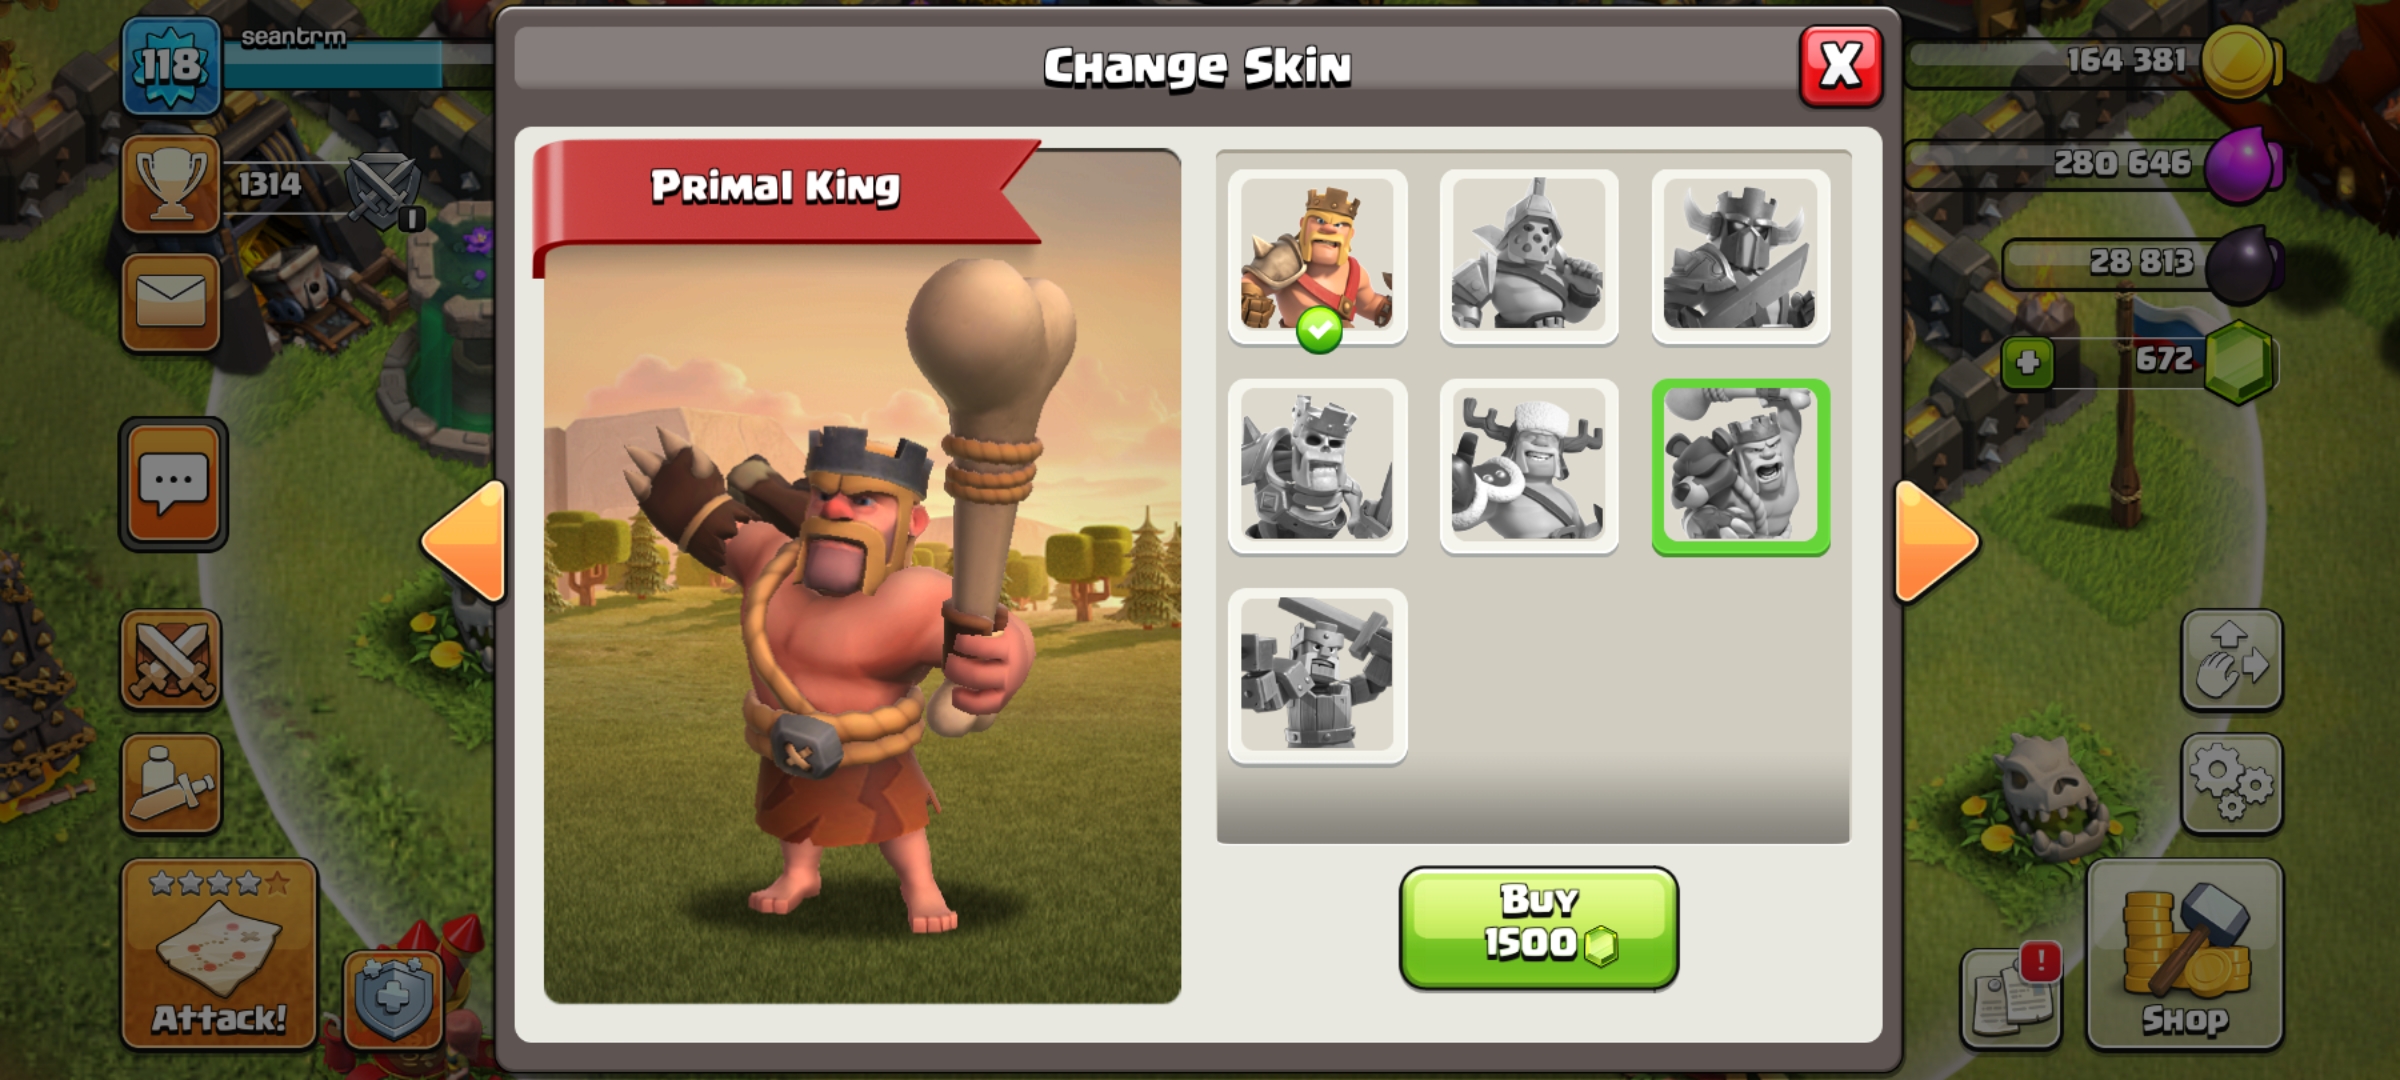 118
seantrm
Change Skin
X
164 381
1314
I
Primal King
280 646
28 813
672
Buy
1500
Attack!
!
Shop